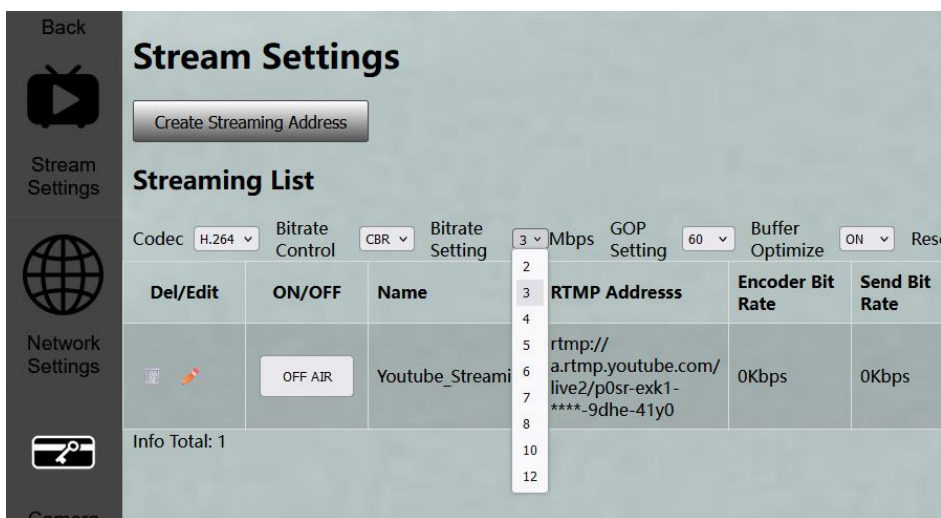 Back
Stream
Settings
Network
Settings
Stream Settings
Create Streaming Address
Streaming List
Codec H.264 Bitrate Control CBR Bitrate Setting 3 Mbps GOP Setting 60 Buffer Optimize ON
Del/Edit ON/OFF Name RTMP Addresss Encoder Bit Rate Send Bit Rate
OFF AIR Youtube_Streami rtmp://
a.rtmp.youtube.com/
live2/p0sr-exk1-
****-9dhe-41y0
0Kbps 0Kbps
2
3
4
5
6
7
8
10
12
Info Total: 1